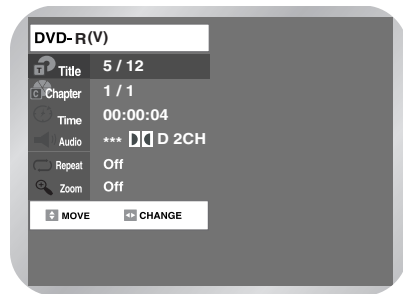 DVD-R(V)
T Title 5 / 12
C Chapter 1 / 1
Time 00:00:04
Audio *** D 2CH
Repeat Off
Zoom Off
MOVE CHANGE